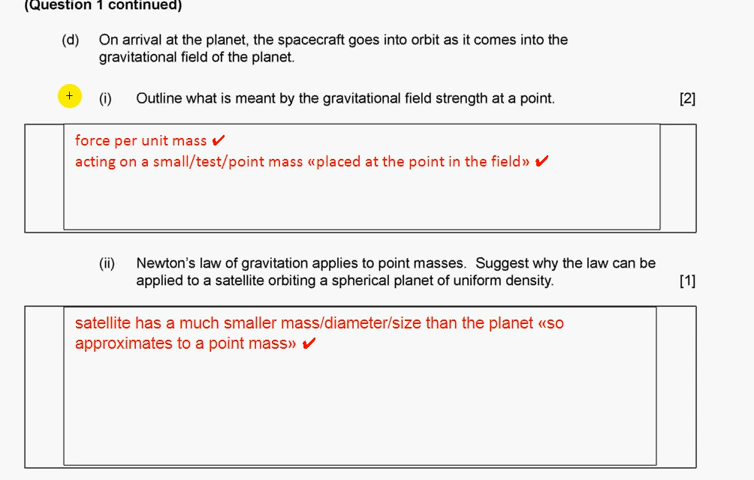 (Question 1 continued)
(d) On arrival at the planet, the spacecraft goes into orbit as it comes into the
gravitational field of the planet.
+ (i) Outline what is meant by the gravitational field strength at a point. [2]
force per unit mass ✔
acting on a small/test/point mass «placed at the point in the field» ✔
(ii) Newton's law of gravitation applies to point masses. Suggest why the law can be
applied to a satellite orbiting a spherical planet of uniform density. [1]
satellite has a much smaller mass/diameter/size than the planet «so
approximates to a point mass» ✔